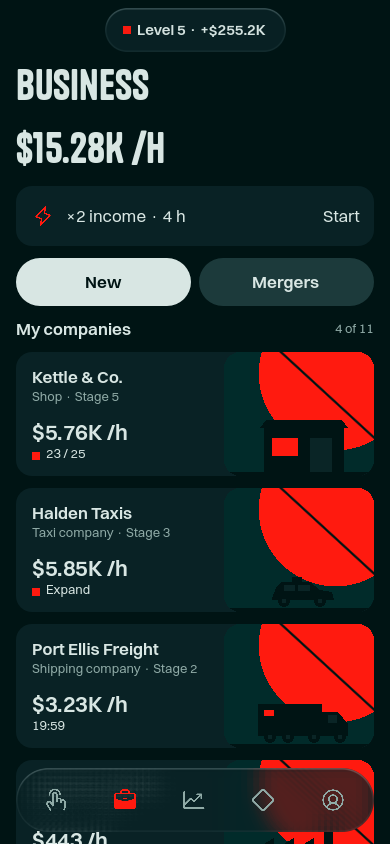 Level 5 · +$255.2K
BUSINESS
$15.28K /H
×2 income · 4 h
Start
New
Mergers
My companies
4 of 11
Kettle & Co.
Shop · Stage 5
$5.76K /h
23 / 25
Halden Taxis
Taxi company · Stage 3
$5.85K /h
Expand
Port Ellis Freight
Shipping company · Stage 2
$3.23K /h
19:59
$443 /h